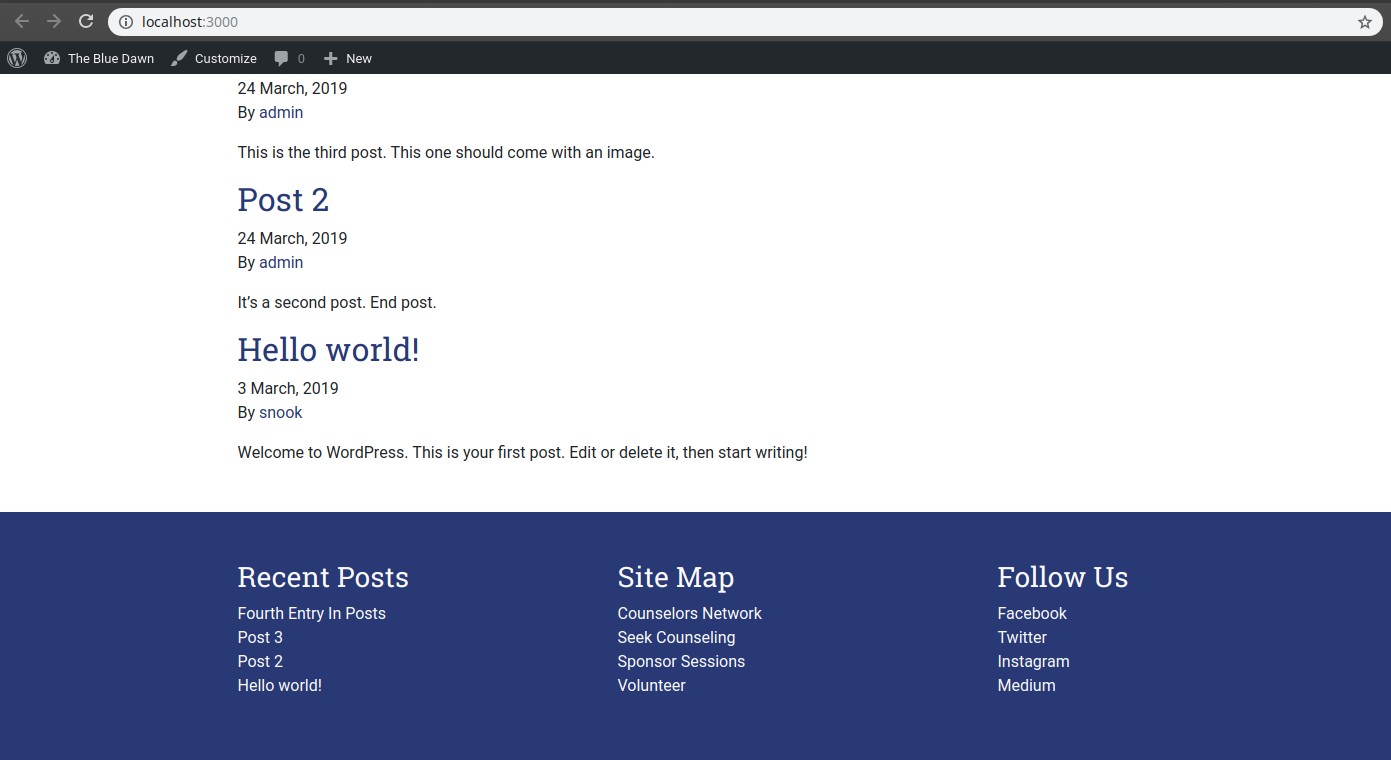 localhost:3000
The Blue Dawn Customize 0 New
24 March, 2019
By admin
This is the third post. This one should come with an image.
Post 2
24 March, 2019
By admin
It’s a second post. End post.
Hello world!
3 March, 2019
By snook
Welcome to WordPress. This is your first post. Edit or delete it, then start writing!
Recent Posts
Fourth Entry In Posts
Post 3
Post 2
Hello world!
Site Map
Counselors Network
Seek Counseling
Sponsor Sessions
Volunteer
Follow Us
Facebook
Twitter
Instagram
Medium